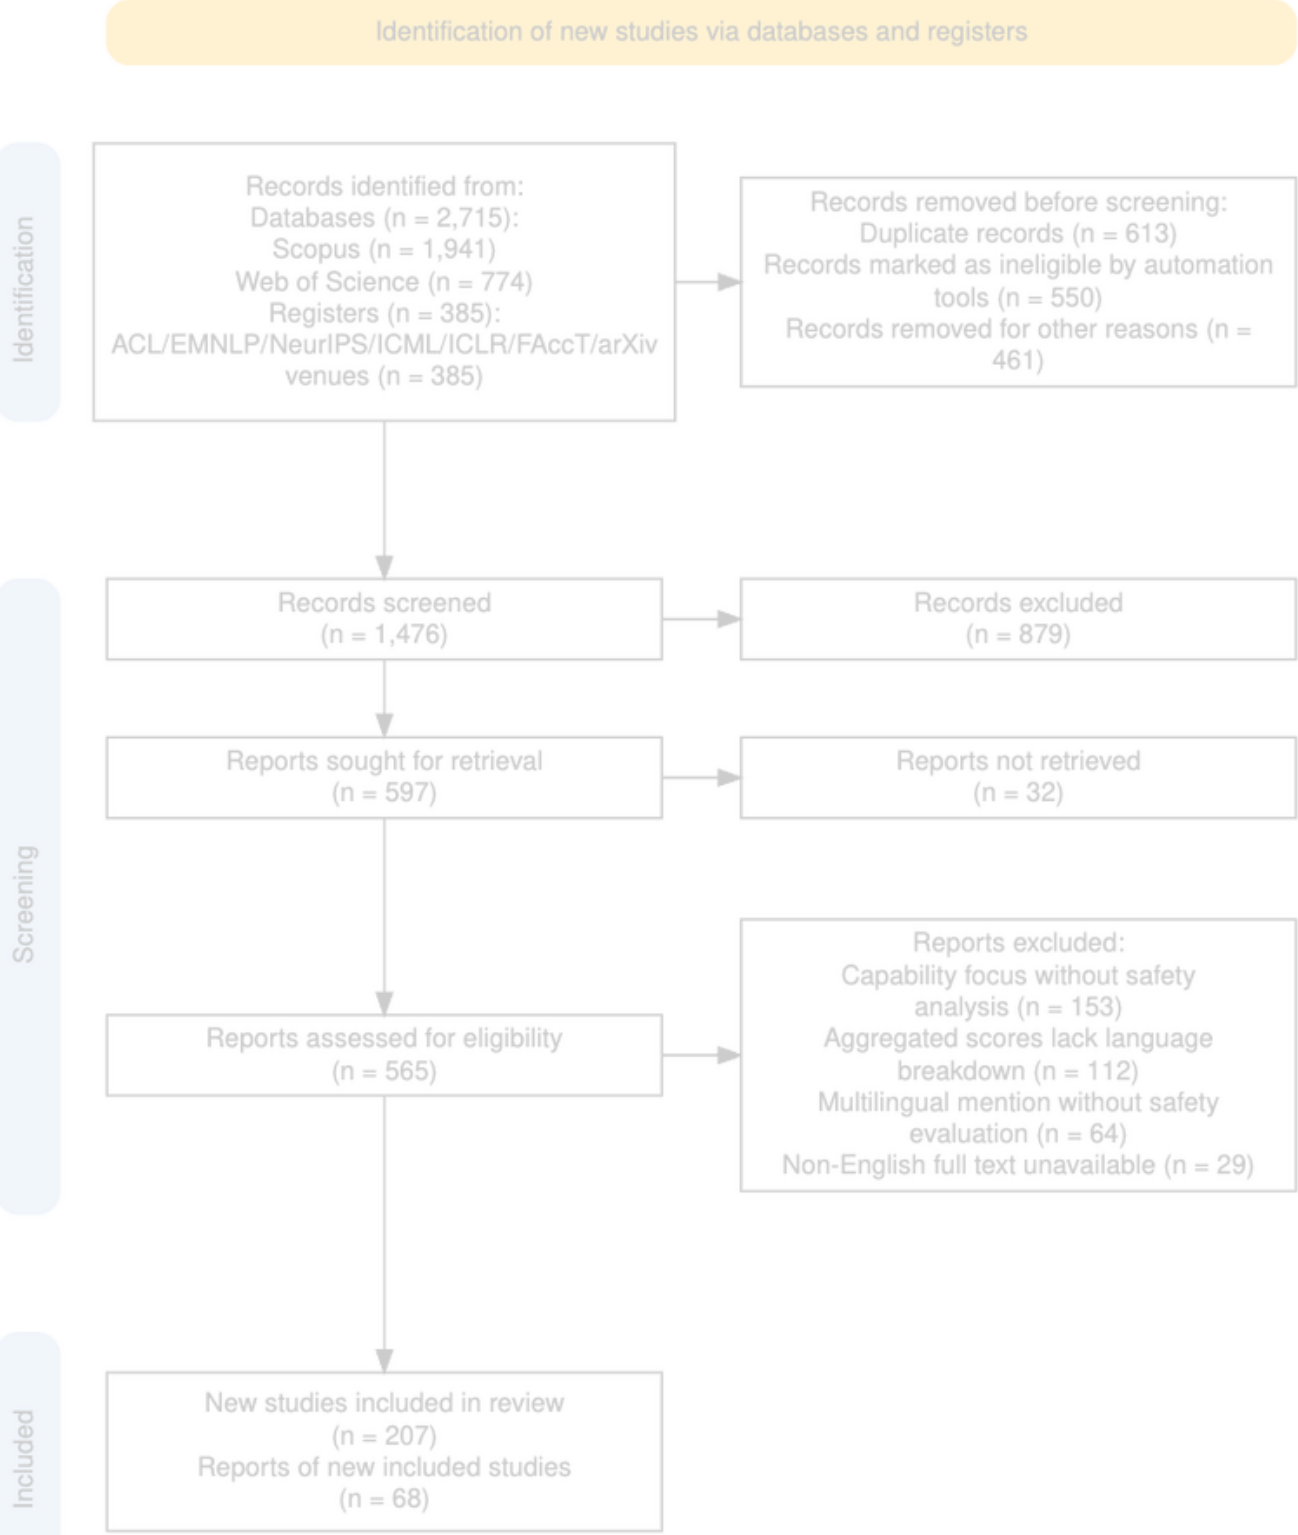 Identification of new studies via databases and registers
Identification
Records identified from:
Databases (n = 2,715):
Scopus (n = 1,941)
Web of Science (n = 774)
Registers (n = 385):
ACL/EMNLP/NeurIPS/ICML/ICLR/FAccT/arXiv
venues (n = 385)
Records removed before screening:
Duplicate records (n = 613)
Records marked as ineligible by automation
tools (n = 550)
Records removed for other reasons (n =
461)
Screening
Records screened
(n = 1,476)
Records excluded
(n = 879)
Reports sought for retrieval
(n = 597)
Reports not retrieved
(n = 32)
Reports assessed for eligibility
(n = 565)
Reports excluded:
Capability focus without safety
analysis (n = 153)
Aggregated scores lack language
breakdown (n = 112)
Multilingual mention without safety
evaluation (n = 64)
Non-English full text unavailable (n = 29)
Included
New studies included in review
(n = 207)
Reports of new included studies
(n = 68)